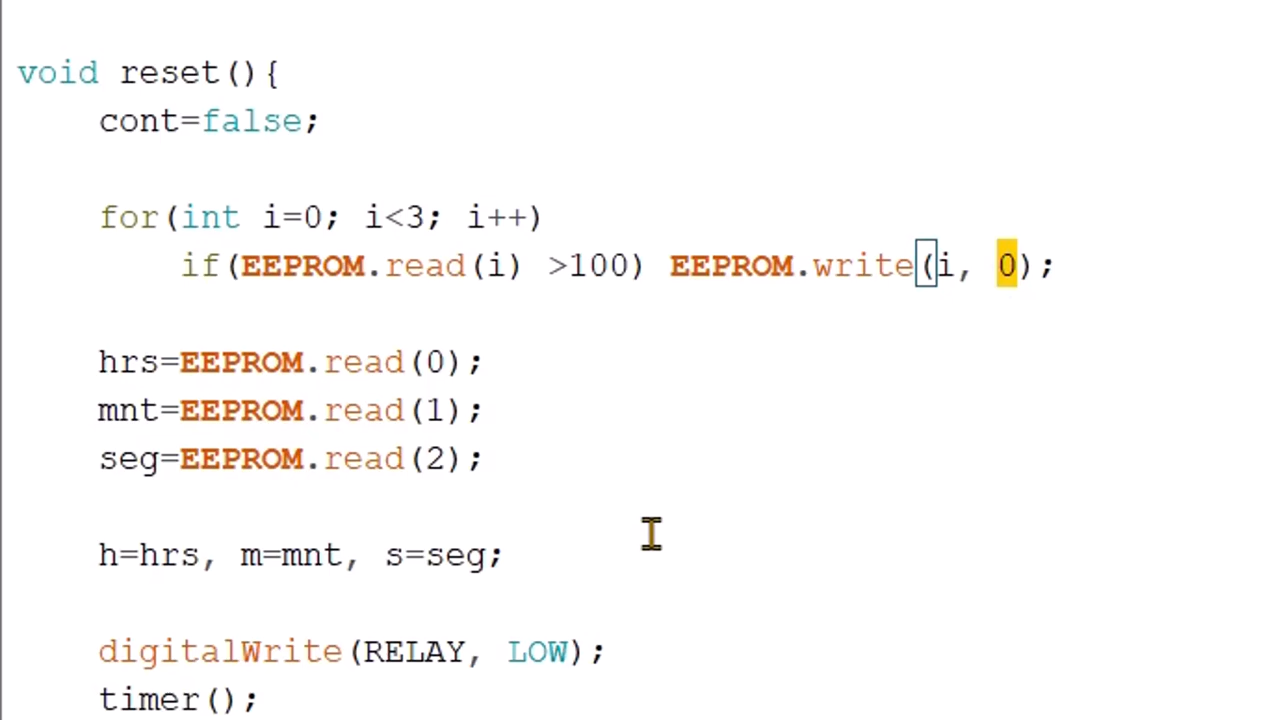 void reset(){
cont=false;
for(int i=0; i<3; i++)
if(EEPROM.read(i) >100) EEPROM.write(i, 0);
hrs=EEPROM.read(0);
mnt=EEPROM.read(1);
seg=EEPROM.read(2);
h=hrs, m=mnt, s=seg;
digitalWrite(RELAY, LOW);
timer();